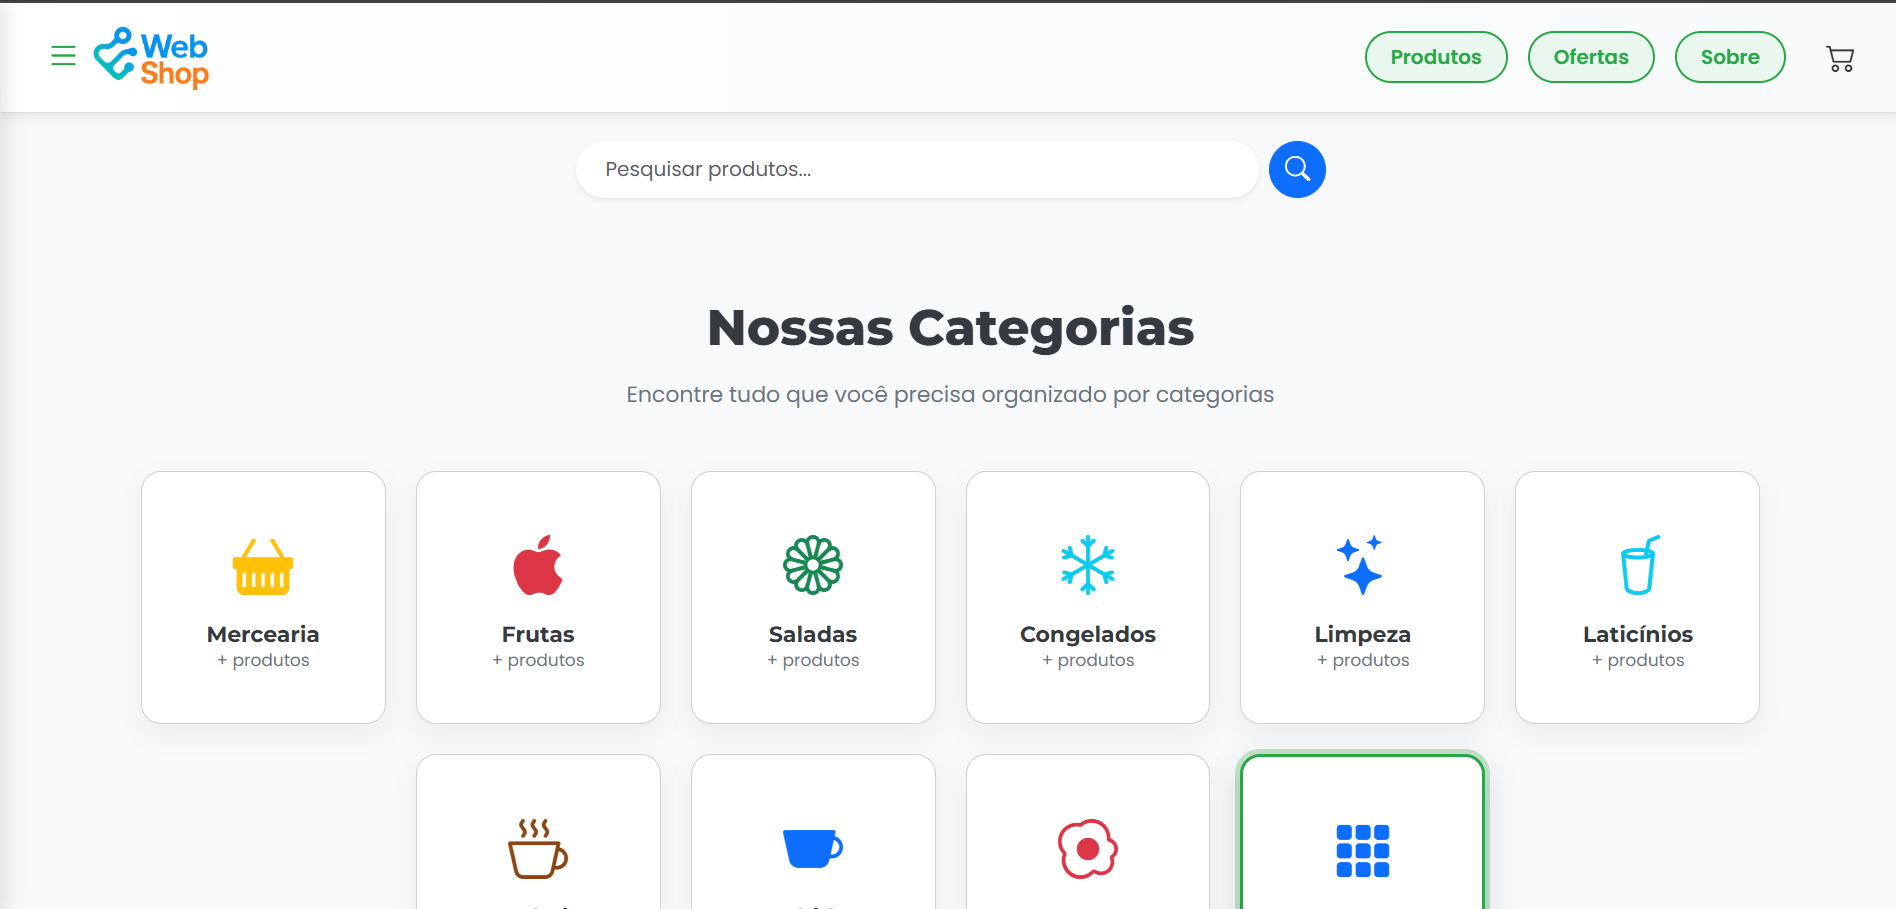 Web
Shop
Produtos
Ofertas
Sobre
Pesquisar produtos...
Nossas Categorias
Encontre tudo que você precisa organizado por categorias
Mercearia
+ produtos
Frutas
+ produtos
Saladas
+ produtos
Congelados
+ produtos
Limpeza
+ produtos
Laticínios
+ produtos